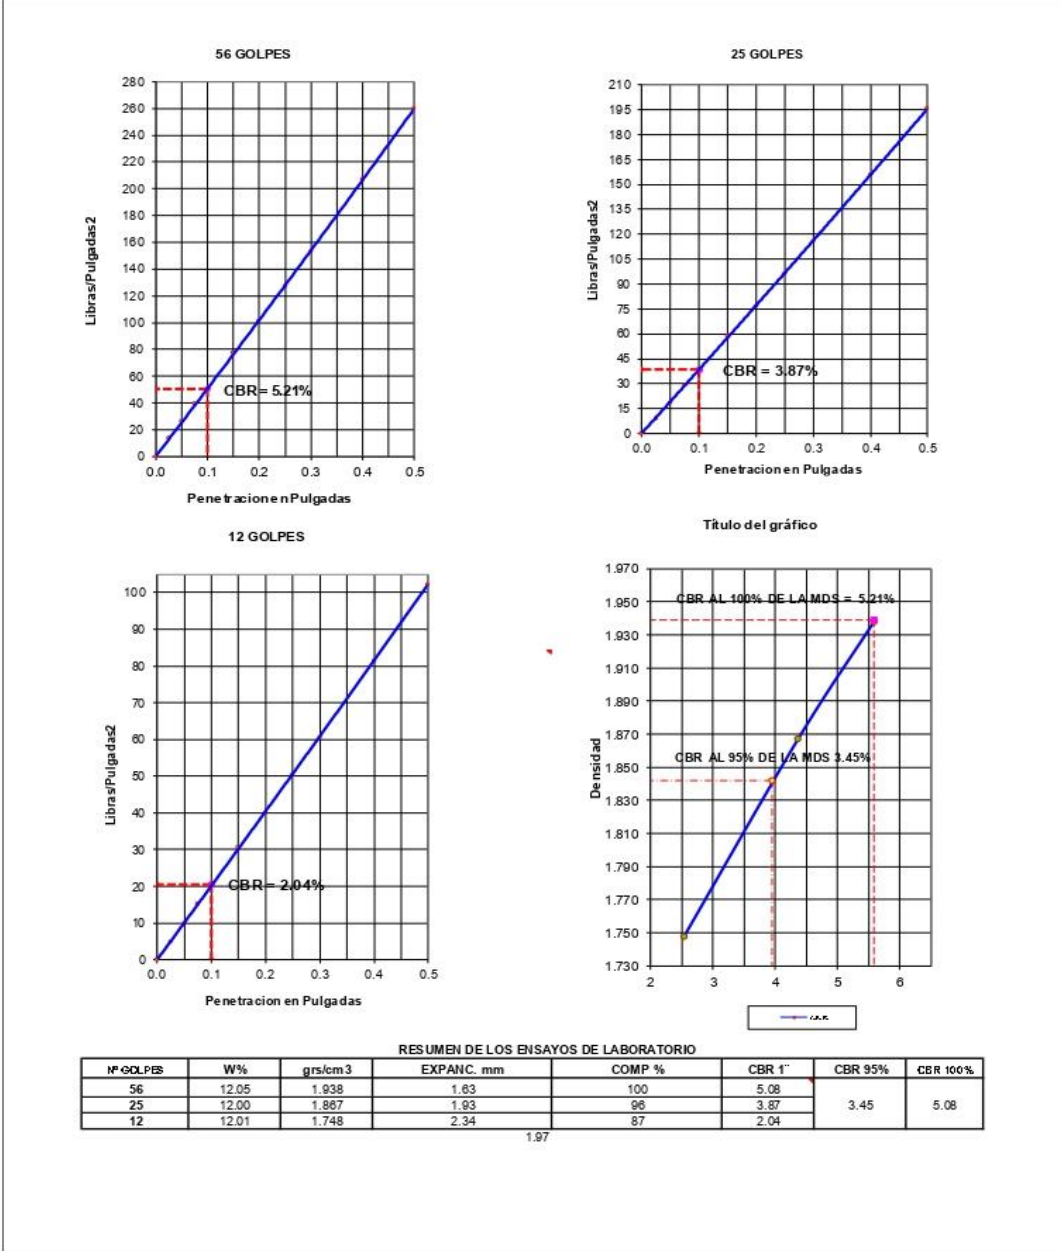 56 GOLPES
280
260
240
220
200
180
160
140
120
100
80
60
40
20
0
Libras/Pulgadas2
CBR = 5.21%
0.0 0.1 0.2 0.3 0.4 0.5
Penetracion en Pulgadas
25 GOLPES
210
195
180
165
150
135
120
105
90
75
60
45
30
15
0
Libras/Pulgadas2
CBR = 3.87%
0.0 0.1 0.2 0.3 0.4 0.5
Penetracion en Pulgadas
12 GOLPES
100
90
80
70
60
50
40
30
20
10
0
Libras/Pulgadas2
CBR = 2.04%
0.0 0.1 0.2 0.3 0.4 0.5
Penetracion en Pulgadas
Título del gráfico
1.970
1.950
1.930
1.910
1.890
1.870
1.850
1.830
1.810
1.790
1.770
1.750
1.730
Densidad
CBR AL 100% DE LA MDS = 5.21%
CBR AL 95% DE LA MDS 3.45%
2 3 4 5 6
RESUMEN DE LOS ENSAYOS DE LABORATORIO
Nº GOLPES W% grs/cm3 EXPANC. mm COMP % CBR 1¨ CBR 95% CBR 100%
56 12.05 1.938 1.63 100 5.08
25 12.00 1.867 1.93 96 3.87 3.45 5.08
12 12.01 1.748 2.34 87 2.04
1.97